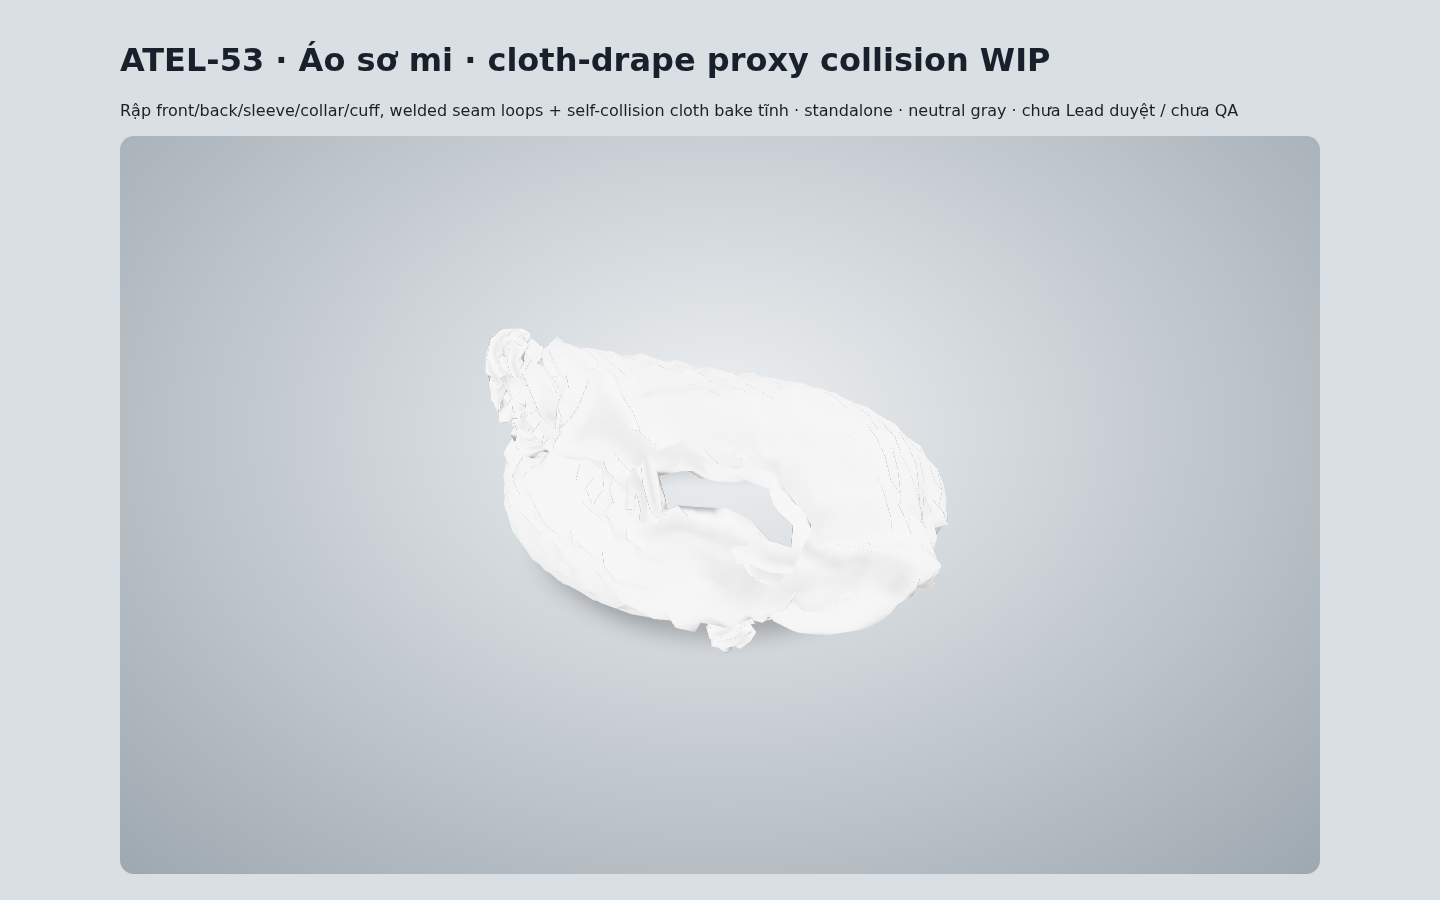 ATEL-53 · Áo sơ mi · cloth-drape proxy collision WIP
Rập front/back/sleeve/collar/cuff, welded seam loops + self-collision cloth bake tĩnh · standalone · neutral gray · chưa Lead duyệt / chưa QA